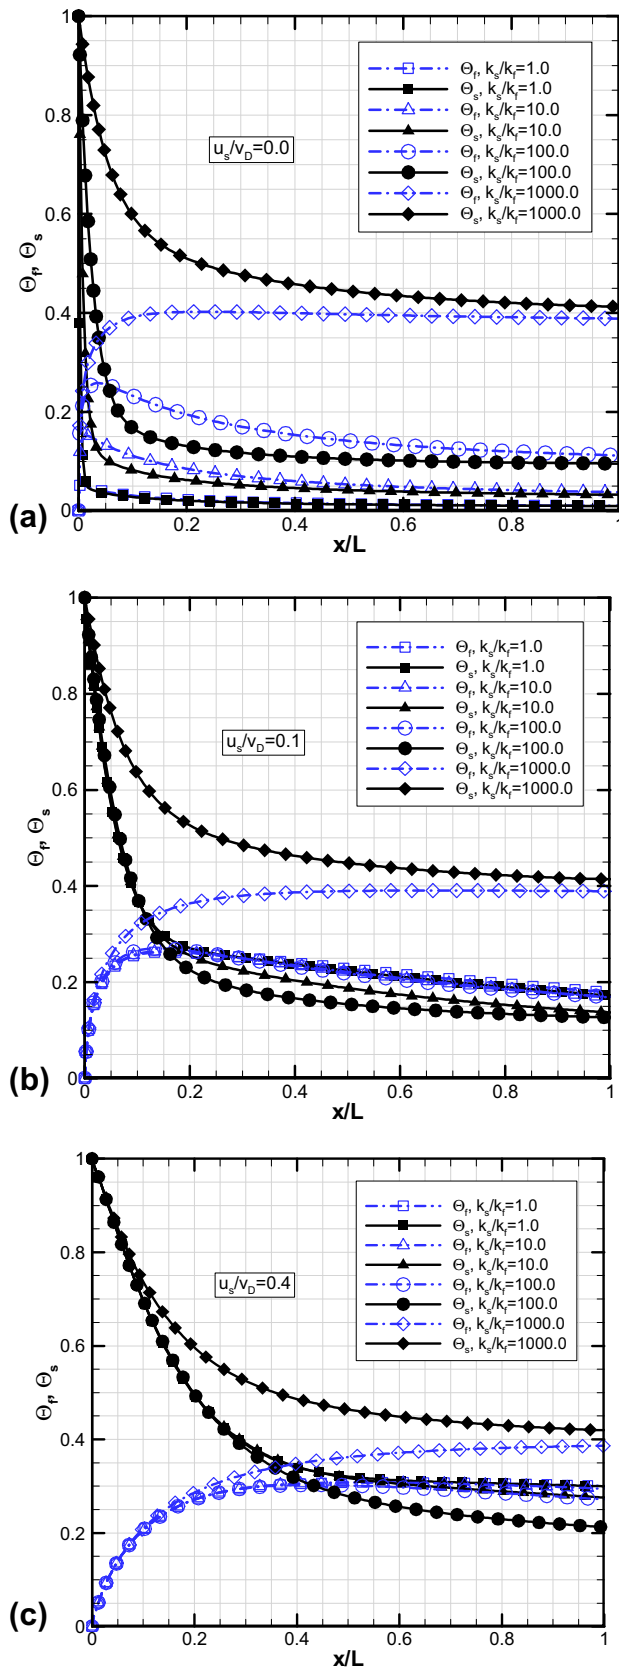 1
0.8
0.6
0.4
0.2
0
Θf, Θs
us/vD=0.0
Θf, ks/kf=1.0
Θs, ks/kf=1.0
Θf, ks/kf=10.0
Θs, ks/kf=10.0
Θf, ks/kf=100.0
Θs, ks/kf=100.0
Θf, ks/kf=1000.0
Θs, ks/kf=1000.0
0 0.2 0.4 0.6 0.8 1
(a)
x/L
1
0.8
0.6
0.4
0.2
0
Θf, Θs
us/vD=0.1
Θf, ks/kf=1.0
Θs, ks/kf=1.0
Θf, ks/kf=10.0
Θs, ks/kf=10.0
Θf, ks/kf=100.0
Θs, ks/kf=100.0
Θf, ks/kf=1000.0
Θs, ks/kf=1000.0
0 0.2 0.4 0.6 0.8 1
(b)
x/L
1
0.8
0.6
0.4
0.2
0
Θf, Θs
us/vD=0.4
Θf, ks/kf=1.0
Θs, ks/kf=1.0
Θf, ks/kf=10.0
Θs, ks/kf=10.0
Θf, ks/kf=100.0
Θs, ks/kf=100.0
Θf, ks/kf=1000.0
Θs, ks/kf=1000.0
0 0.2 0.4 0.6 0.8 1
(c)
x/L